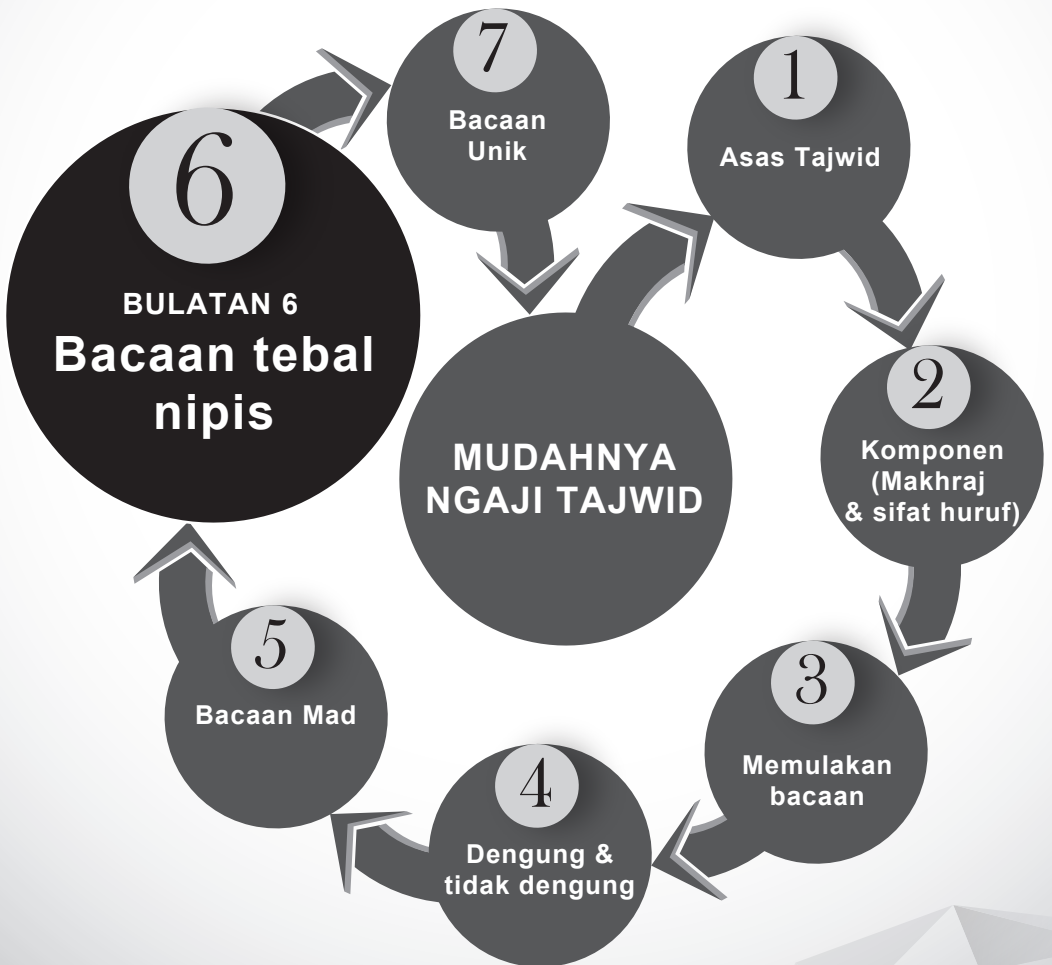 MUDAHNYA
NGAJI TAJWID
1
Asas Tajwid
2
Komponen
(Makhraj
& sifat huruf)
3
Memulakan
bacaan
4
Dengung &
tidak dengung
5
Bacaan Mad
6
BULATAN 6
Bacaan tebal
nipis
7
Bacaan
Unik